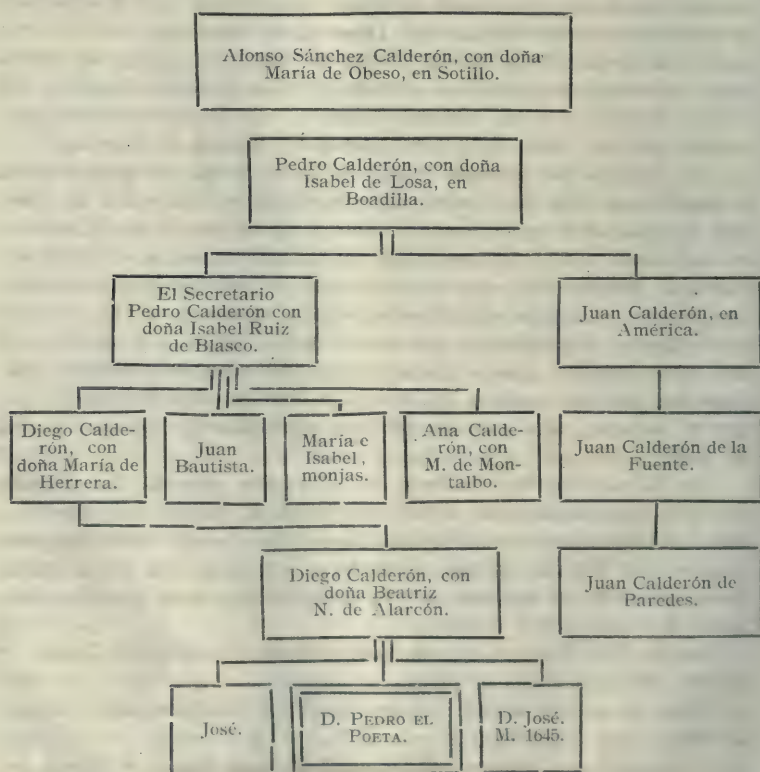 Alonso Sánchez Calderón, con doña
María de Obeso, en Sotillo.
Pedro Calderón, con doña
Isabel de Losa, en
Boadilla.
El Secretario
Pedro Calderón con
doña Isabel Ruiz
de Blasco.
Juan Calderón, en
América.
Diego Calde-
rón, con
doña María de
Herrera.
Juan
Bautista.
María e
Isabel,
monjas.
Ana Calde-
rón, con
M. de Mon-
talbo.
Juan Calderón de la
Fuente.
Diego Calderón, con
doña Beatriz
N. de Alarcón.
Juan Calderón de
Paredes.
José.
D. PEDRO EL
POETA.
D. José.
M. 1645.